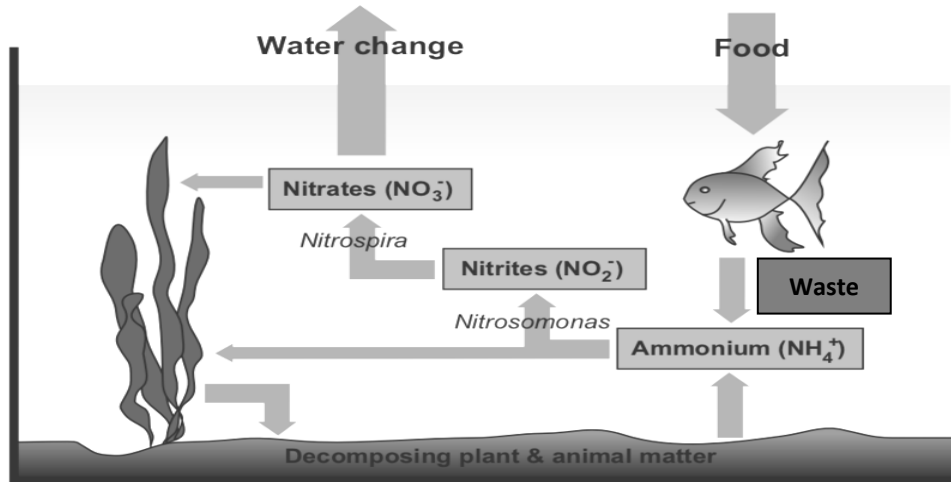 Water change
Food
Nitrates (NO₃⁻)
Nitrospira
Nitrites (NO₂⁻)
Waste
Nitrosomonas
Ammonium (NH₄⁺)
Decomposing plant & animal matter